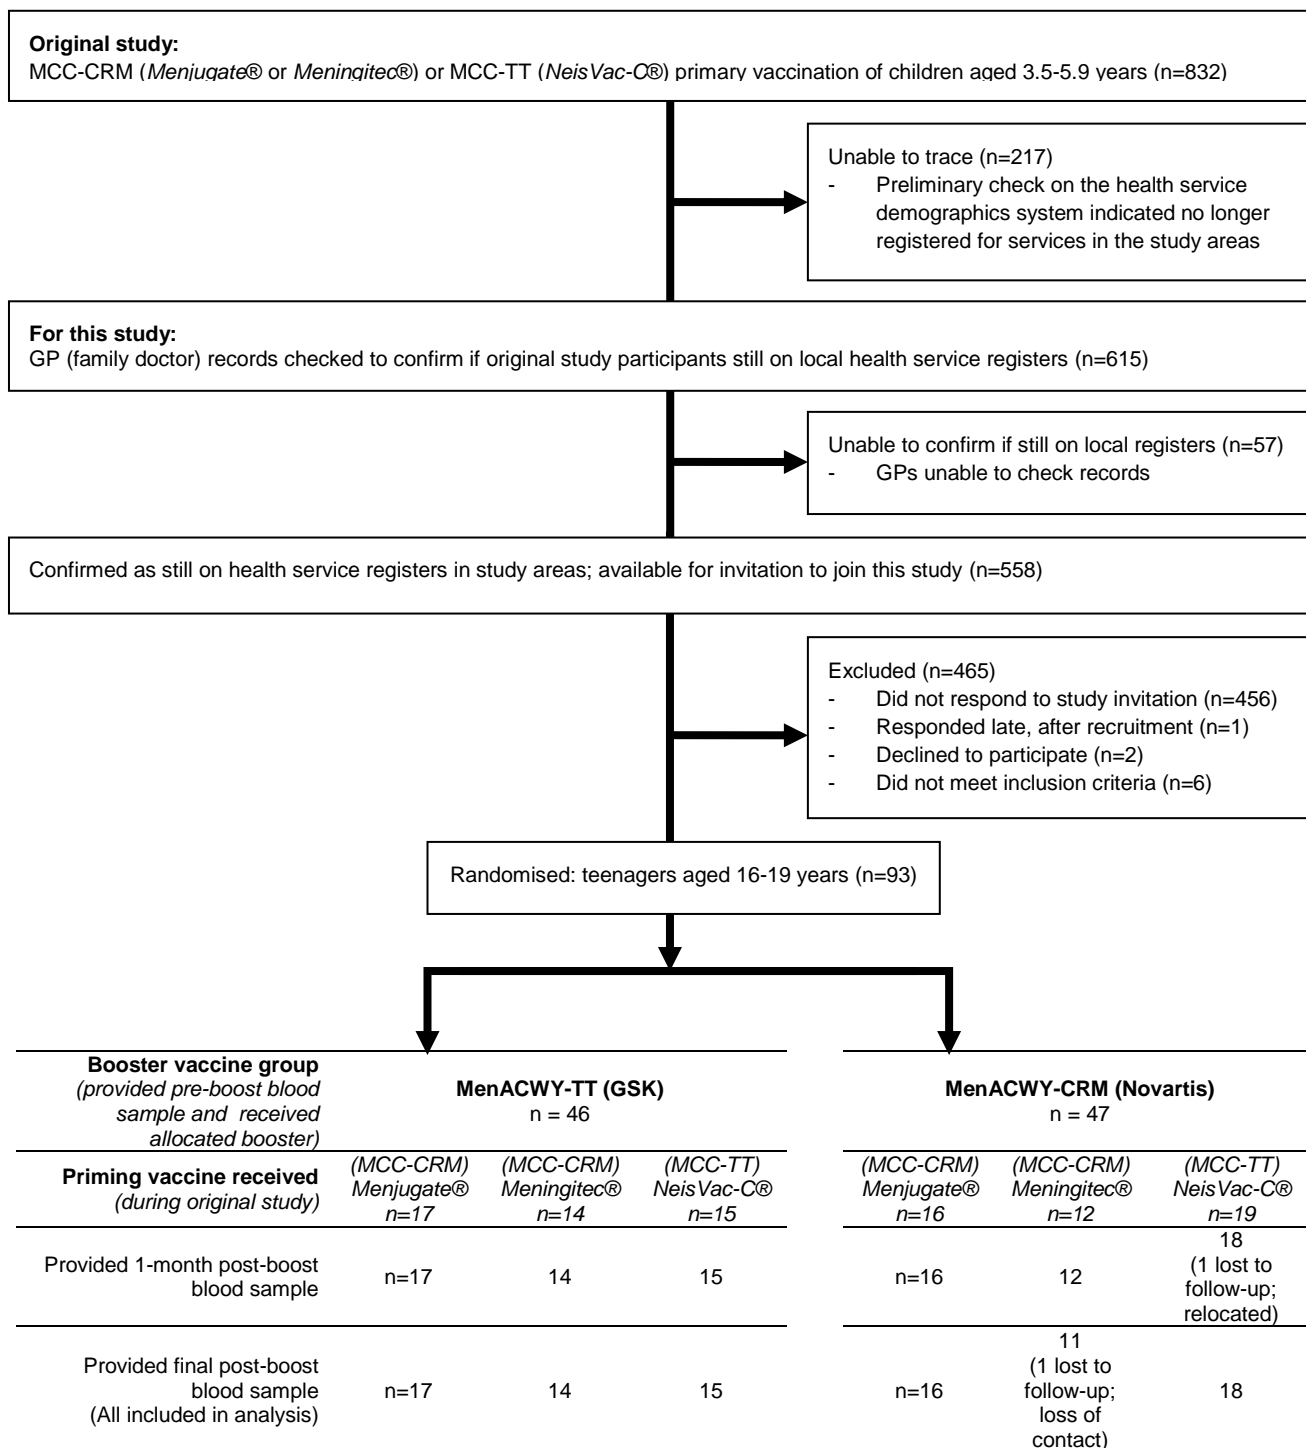 Original study:
MCC-CRM (Menjugate® or Meningitec®) or MCC-TT (NeisVac-C®) primary vaccination of children aged 3.5-5.9 years (n=832)
Unable to trace (n=217)
- Preliminary check on the health service
demographics system indicated no longer
registered for services in the study areas
For this study:
GP (family doctor) records checked to confirm if original study participants still on local health service registers (n=615)
Unable to confirm if still on local registers (n=57)
- GPs unable to check records
Confirmed as still on health service registers in study areas; available for invitation to join this study (n=558)
Excluded (n=465)
- Did not respond to study invitation (n=456)
- Responded late, after recruitment (n=1)
- Declined to participate (n=2)
- Did not meet inclusion criteria (n=6)
Randomised: teenagers aged 16-19 years (n=93)
Booster vaccine group
(provided pre-boost blood
sample and received
allocated booster)
MenACWY-TT (GSK)
n = 46
MenACWY-CRM (Novartis)
n = 47
Priming vaccine received
(during original study)
(MCC-CRM)
Menjugate®
n=17
(MCC-CRM)
Meningitec®
n=14
(MCC-TT)
NeisVac-C®
n=15
(MCC-CRM)
Menjugate®
n=16
(MCC-CRM)
Meningitec®
n=12
(MCC-TT)
NeisVac-C®
n=19
Provided 1-month post-boost
blood sample
n=17
14
15
n=16
12
18
(1 lost to
follow-up;
relocated)
Provided final post-boost
blood sample
(All included in analysis)
n=17
14
15
n=16
11
(1 lost to
follow-up;
loss of
contact)
18